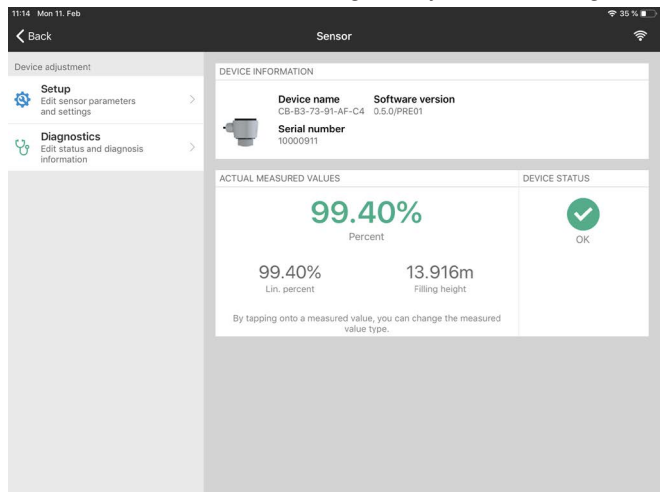 11:14 Mon 11. Feb
35 %
Back
Sensor
Device adjustment
Setup
Edit sensor parameters
and settings
Diagnostics
Edit status and diagnosis
information
DEVICE INFORMATION
Device name Software version
CB-B3-73-91-AF-C4 0.5.0/PRE01
Serial number
10000911
ACTUAL MEASURED VALUES
DEVICE STATUS
99.40%
Percent
OK
99.40% 13.916m
Lin. percent Filling height
By tapping onto a measured value, you can change the measured
value type.